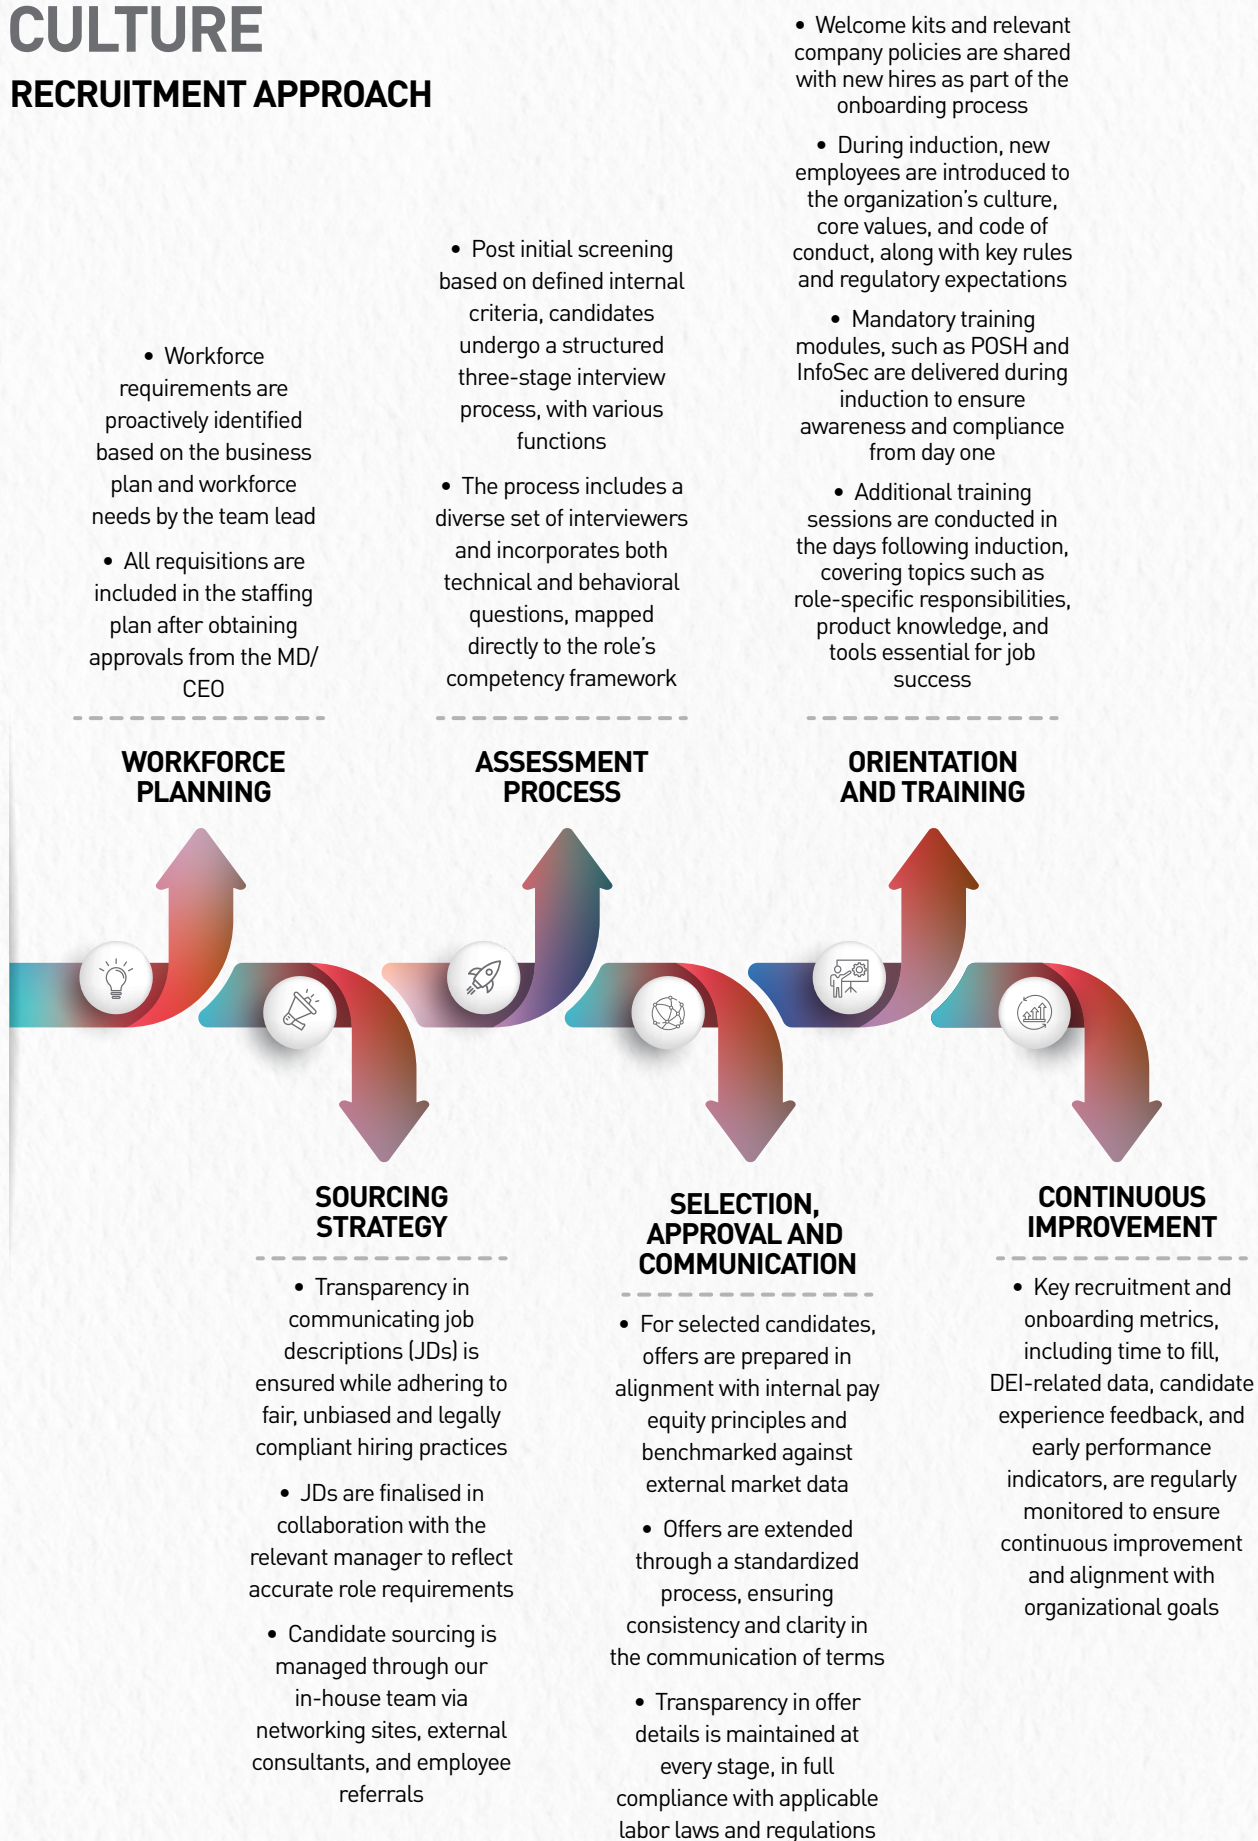 CULTURE
RECRUITMENT APPROACH
• Workforce
requirements are
proactively identified
based on the business
plan and workforce
needs by the team lead
• All requisitions are
included in the staffing
plan after obtaining
approvals from the MD/
CEO
WORKFORCE
PLANNING
SOURCING
STRATEGY
• Transparency in
communicating job
descriptions (JDs) is
ensured while adhering to
fair, unbiased and legally
compliant hiring practices
• JDs are finalised in
collaboration with the
relevant manager to reflect
accurate role requirements
• Candidate sourcing is
managed through our
in-house team via
networking sites, external
consultants, and employee
referrals
• Post initial screening
based on defined internal
criteria, candidates
undergo a structured
three-stage interview
process, with various
functions
• The process includes a
diverse set of interviewers
and incorporates both
technical and behavioral
questions, mapped
directly to the role's
competency framework
ASSESSMENT
PROCESS
SELECTION,
APPROVAL AND
COMMUNICATION
• For selected candidates,
offers are prepared in
alignment with internal pay
equity principles and
benchmarked against
external market data
• Offers are extended
through a standardized
process, ensuring
consistency and clarity in
the communication of terms
• Transparency in offer
details is maintained at
every stage, in full
compliance with applicable
labor laws and regulations
• Welcome kits and relevant
company policies are shared
with new hires as part of the
onboarding process
• During induction, new
employees are introduced to
the organization's culture,
core values, and code of
conduct, along with key rules
and regulatory expectations
• Mandatory training
modules, such as POSH and
InfoSec are delivered during
induction to ensure
awareness and compliance
from day one
• Additional training
sessions are conducted in
the days following induction,
covering topics such as
role-specific responsibilities,
product knowledge, and
tools essential for job
success
ORIENTATION
AND TRAINING
CONTINUOUS
IMPROVEMENT
• Key recruitment and
onboarding metrics,
including time to fill,
DEI-related data, candidate
experience feedback, and
early performance
indicators, are regularly
monitored to ensure
continuous improvement
and alignment with
organizational goals